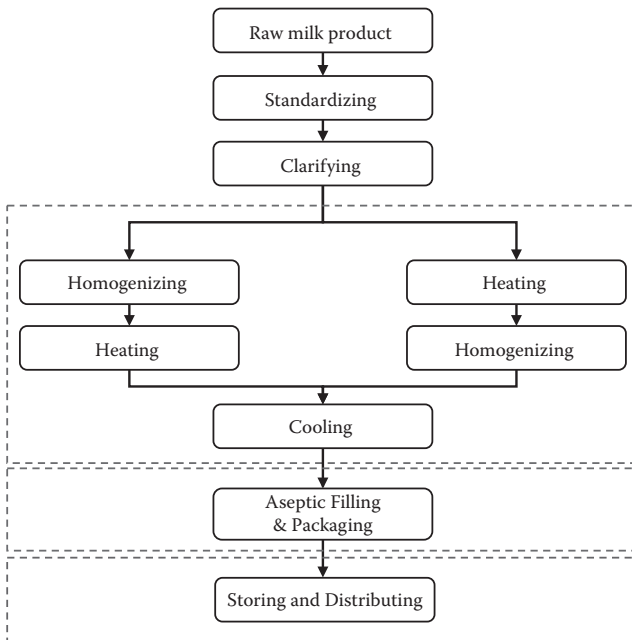 Raw milk product
Standardizing
Clarifying
Homogenizing
Heating
Heating
Homogenizing
Cooling
Aseptic Filling
& Packaging
Storing and Distributing